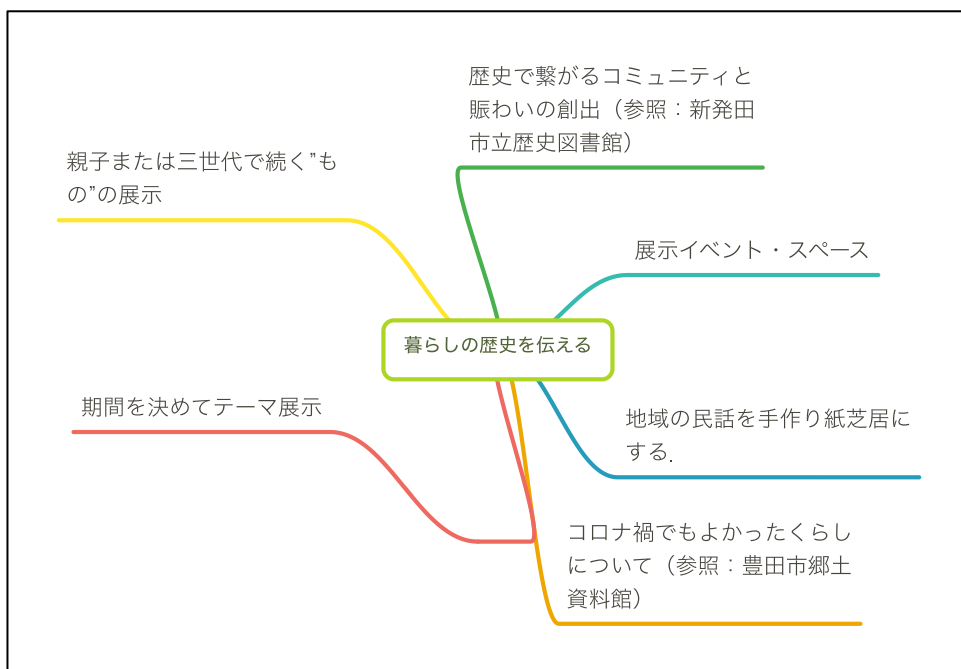 歴史で繋がるコミュニティと
賑わいの創出（参照：新発田
市立歴史図書館）
親子または三世代で続く”も
の”の展示
展示イベント・スペース
暮らしの歴史を伝える
期間を決めてテーマ展示
地域の民話を手作り紙芝居に
する.
コロナ禍でもよかったくらし
について（参照：豊田市郷土
資料館）